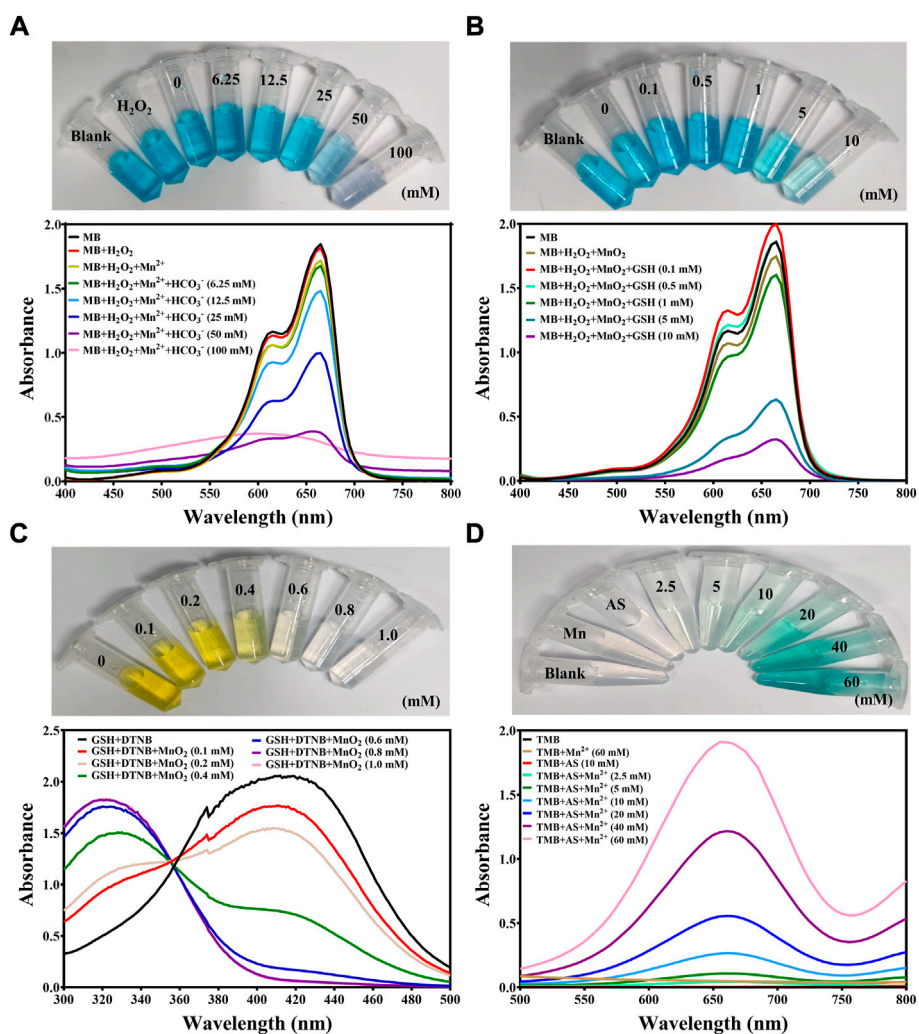 A
Blank
H₂O₂
0
6.25
12.5
25
50
100
(mM)
2.0
1.5
1.0
0.5
0.0
Absorbance
MB
MB+H₂O₂
MB+H₂O₂+Mn²⁺
MB+H₂O₂+Mn²⁺+HCO₃⁻ (6.25 mM)
MB+H₂O₂+Mn²⁺+HCO₃⁻ (12.5 mM)
MB+H₂O₂+Mn²⁺+HCO₃⁻ (25 mM)
MB+H₂O₂+Mn²⁺+HCO₃⁻ (50 mM)
MB+H₂O₂+Mn²⁺+HCO₃⁻ (100 mM)
400 450 500 550 600 650 700 750 800
Wavelength (nm)
B
Blank
0
0.1
0.5
1
5
10
(mM)
2.0
1.5
1.0
0.5
0.0
Absorbance
MB
MB+H₂O₂+MnO₂
MB+H₂O₂+MnO₂+GSH (0.1 mM)
MB+H₂O₂+MnO₂+GSH (0.5 mM)
MB+H₂O₂+MnO₂+GSH (1 mM)
MB+H₂O₂+MnO₂+GSH (5 mM)
MB+H₂O₂+MnO₂+GSH (10 mM)
400 450 500 550 600 650 700 750 800
Wavelength (nm)
C
0
0.1
0.2
0.4
0.6
0.8
1.0
(mM)
2.5
2.0
1.5
1.0
0.5
0.0
Absorbance
GSH+DTNB
GSH+DTNB+MnO₂ (0.1 mM)
GSH+DTNB+MnO₂ (0.2 mM)
GSH+DTNB+MnO₂ (0.4 mM)
GSH+DTNB+MnO₂ (0.6 mM)
GSH+DTNB+MnO₂ (0.8 mM)
GSH+DTNB+MnO₂ (1.0 mM)
300 320 340 360 380 400 420 440 460 480 500
Wavelength (nm)
D
Blank
Mn
AS
2.5
5
10
20
40
60
(mM)
2.0
1.5
1.0
0.5
0.0
Absorbance
TMB
TMB+Mn²⁺ (60 mM)
TMB+AS (10 mM)
TMB+AS+Mn²⁺ (2.5 mM)
TMB+AS+Mn²⁺ (5 mM)
TMB+AS+Mn²⁺ (10 mM)
TMB+AS+Mn²⁺ (20 mM)
TMB+AS+Mn²⁺ (40 mM)
TMB+AS+Mn²⁺ (60 mM)
500 600 700 800
Wavelength (nm)